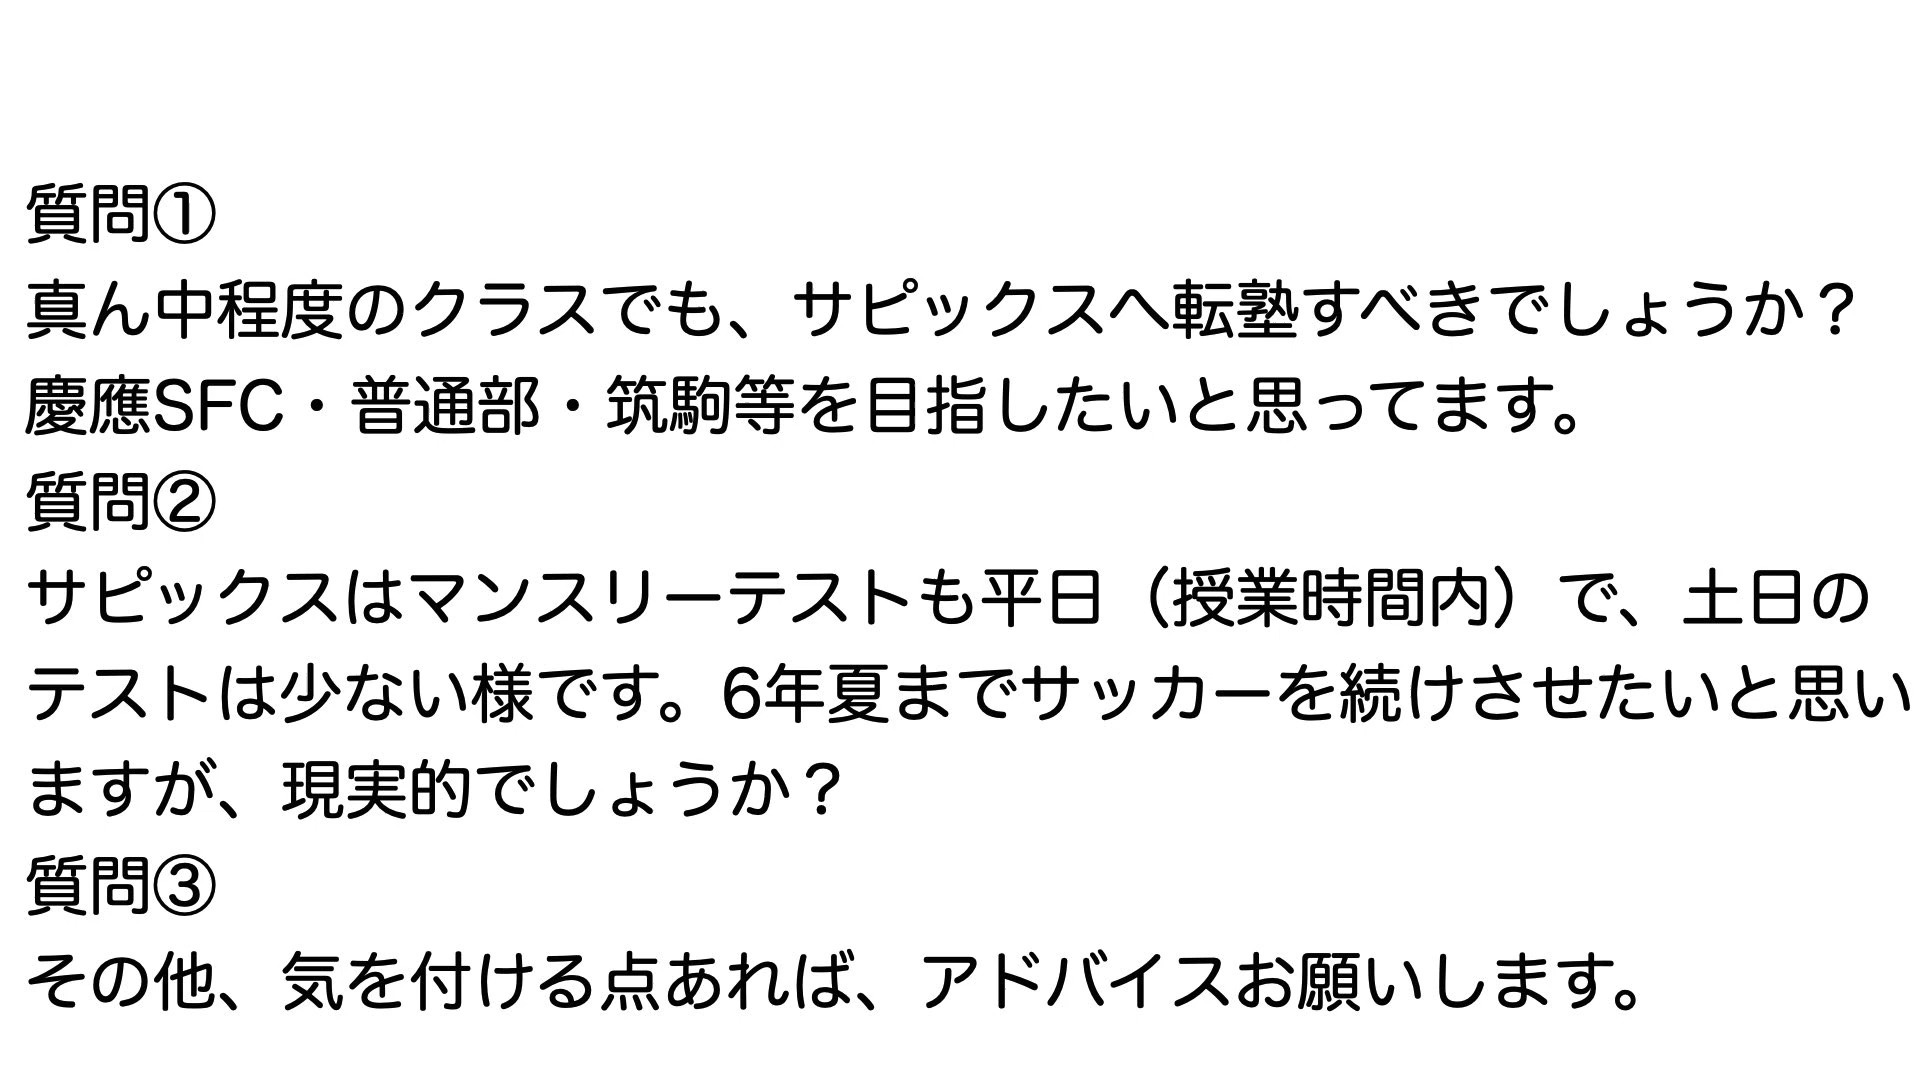 質問①
真ん中程度のクラスでも、サピックスへ転塾すべきでしょうか？
慶應SFC・普通部・筑駒等を目指したいと思ってます。
質問②
サピックスはマンスリーテストも平日（授業時間内）で、土日の
テストは少ない様です。6年夏までサッカーを続けさせたいと思い
ますが、現実的でしょうか？
質問③
その他、気を付ける点あれば、アドバイスお願いします。